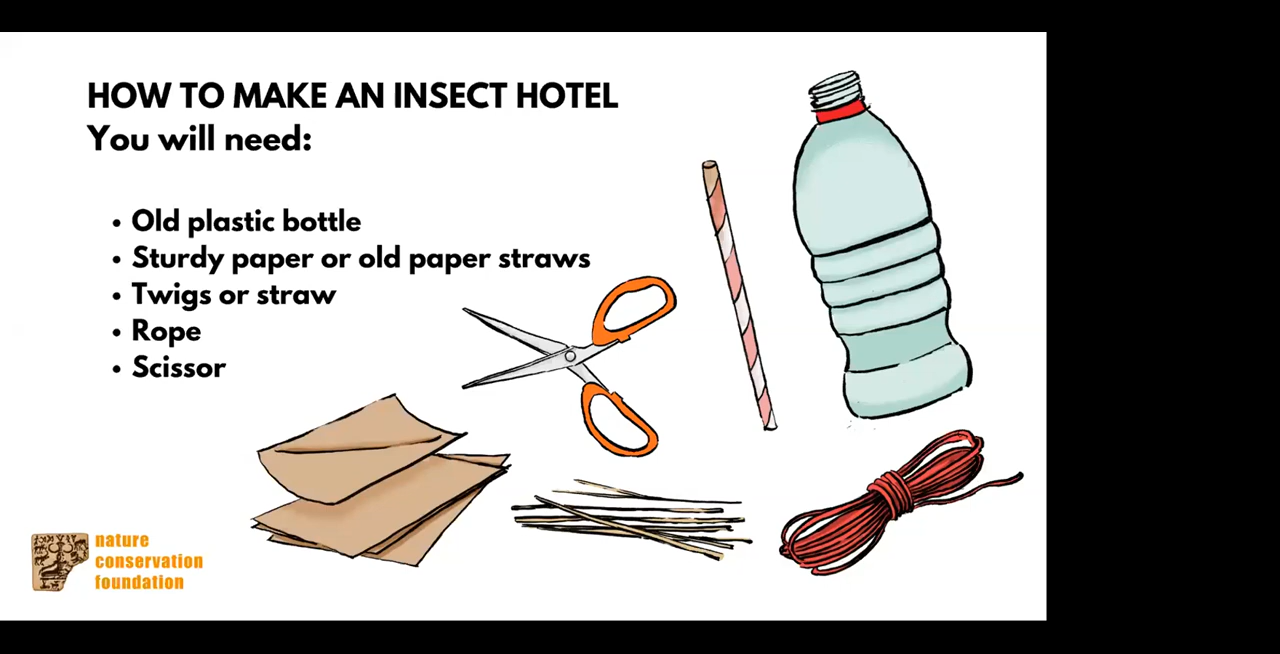 HOW TO MAKE AN INSECT HOTEL
You will need:
• Old plastic bottle
• Sturdy paper or old paper straws
• Twigs or straw
• Rope
• Scissor
nature
conservation
foundation